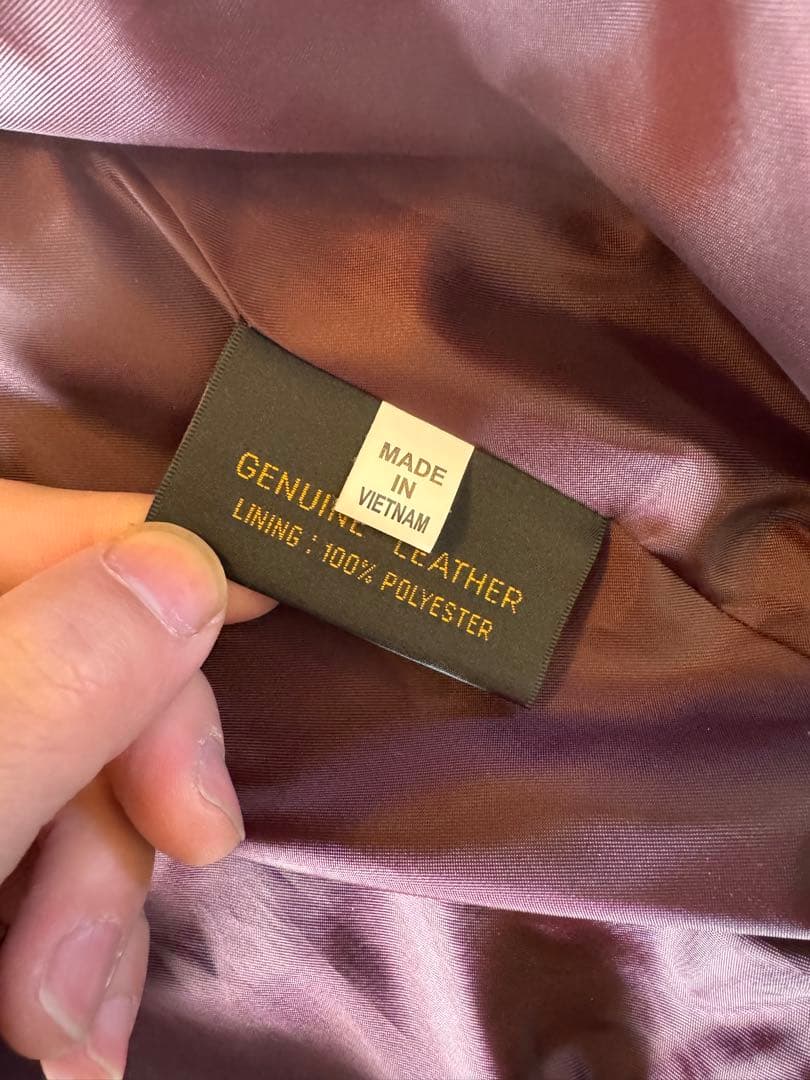 MADE
IN
VIETNAM
GENUINE LEATHER
LINING : 100% POLYESTER